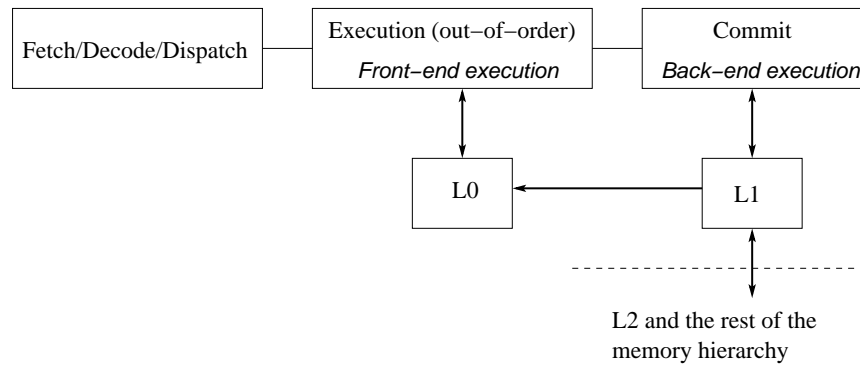 Fetch/Decode/Dispatch
Execution (out−of−order)
Front−end execution
Commit
Back−end execution
L0
L1
L2 and the rest of the
memory hierarchy